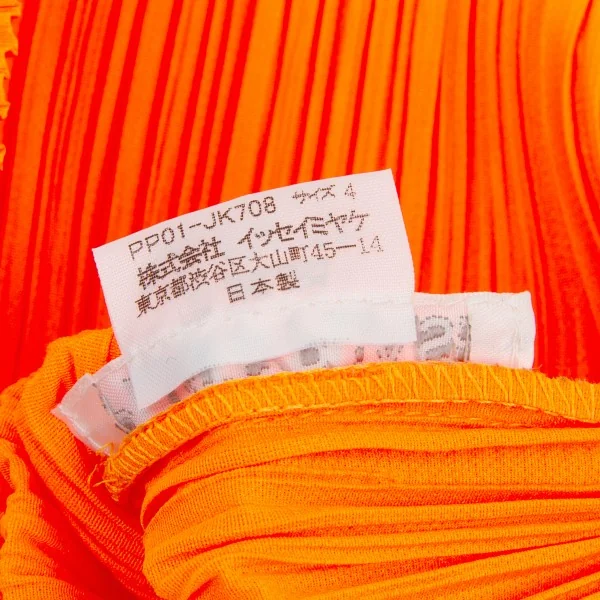 PP01-JK708 サイズ 4
株式会社 イッセイミヤケ
東京都渋谷区大山町45-14
日本製